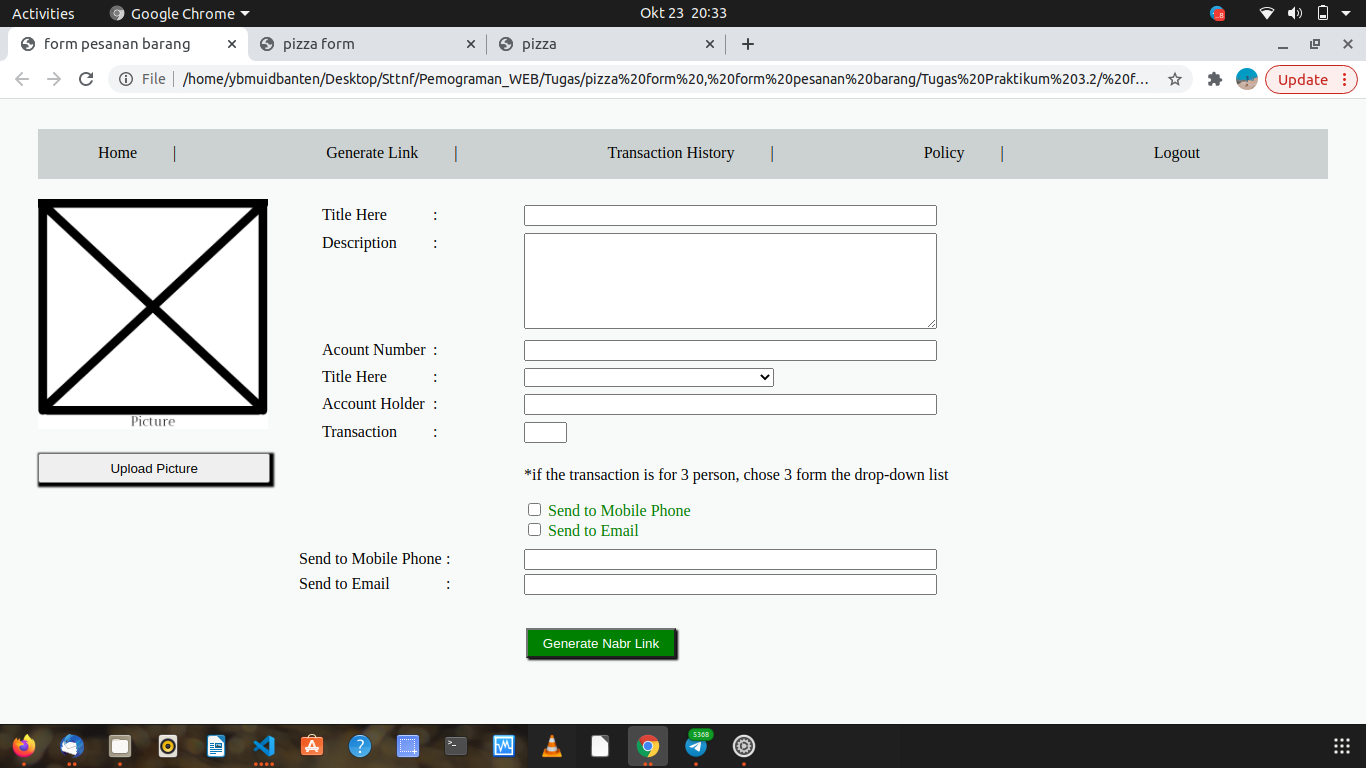 Activities Google Chrome Okt 23 20:33
form pesanan barang pizza form pizza
File /home/ybmuidbanten/Desktop/Sttnf/Pemograman_WEB/Tugas/pizza%20form%20,%20form%20pesanan%20barang/Tugas%20Praktikum%203.2/%20f... Update
Home | Generate Link | Transaction History | Policy | Logout
Title Here :
Description :
Acount Number :
Title Here :
Account Holder :
Transaction :
Picture
Upload Picture
*if the transaction is for 3 person, chose 3 form the drop-down list
Send to Mobile Phone
Send to Email
Send to Mobile Phone :
Send to Email :
Generate Nabr Link
5368